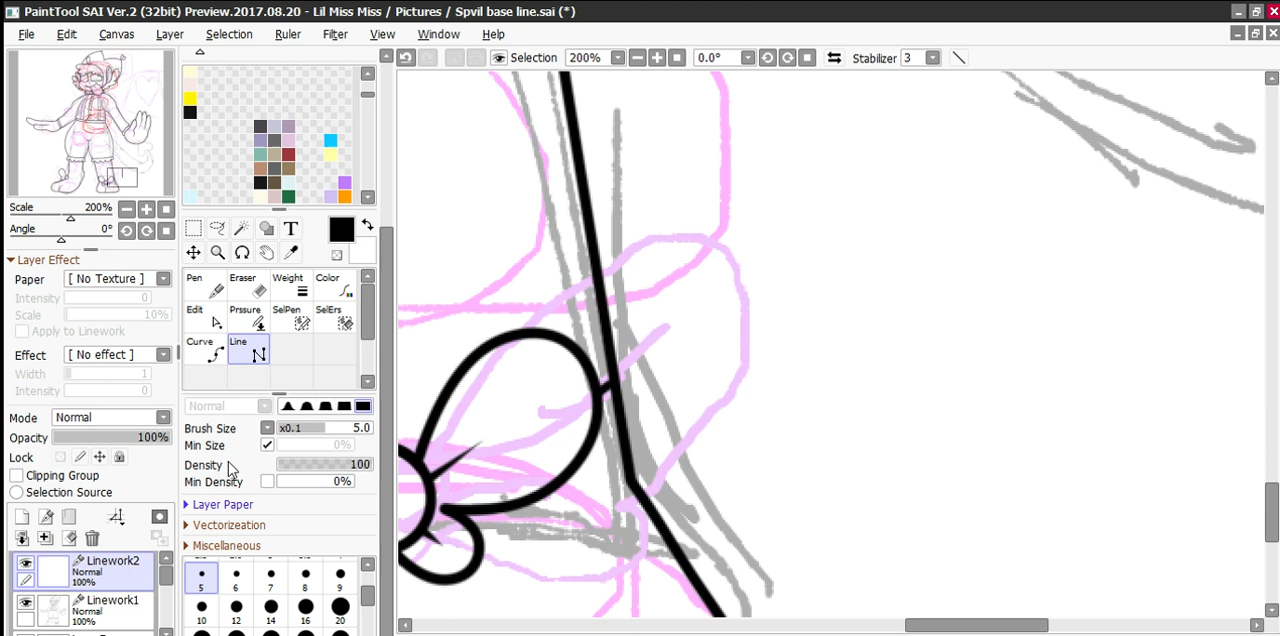 PaintTool SAI Ver.2 (32bit) Preview.2017.08.20 - Lil Miss Miss / Pictures / Spvil base line.sai (*)
File Edit Canvas Layer Selection Ruler Filter View Window Help
Selection 200% 0.0° Stabilizer 3
Scale 200%
Angle 0°
Layer Effect
Paper [ No Texture ]
Intensity 0
Scale 10%
Apply to Linework
Effect [ No effect ]
Width 1
Intensity 0
Mode Normal
Opacity 100%
Lock
Clipping Group
Selection Source
Linework2
Normal
100%
Linework1
Normal
100%
T
Pen Eraser Weight Color
Edit Prssure SelPen SelErs
Curve Line
Normal
Brush Size x0.1 5.0
Min Size 0%
Density 100
Min Density 0%
Layer Paper
Vectorization
Miscellaneous
5 6 7 8 9
10 12 14 16 20